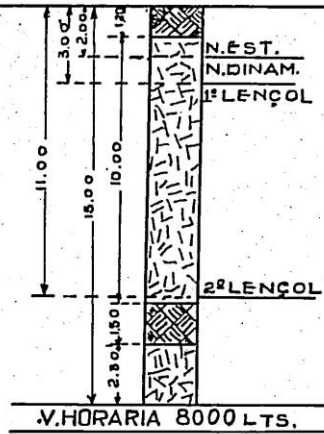 1.20
2.00
3.00
N.EST.
N.DINAM.
1º LENÇOL
11.00
15.00
10.00
2º LENÇOL
1.50
2.30
.V.HORARIA 8000 LTS.